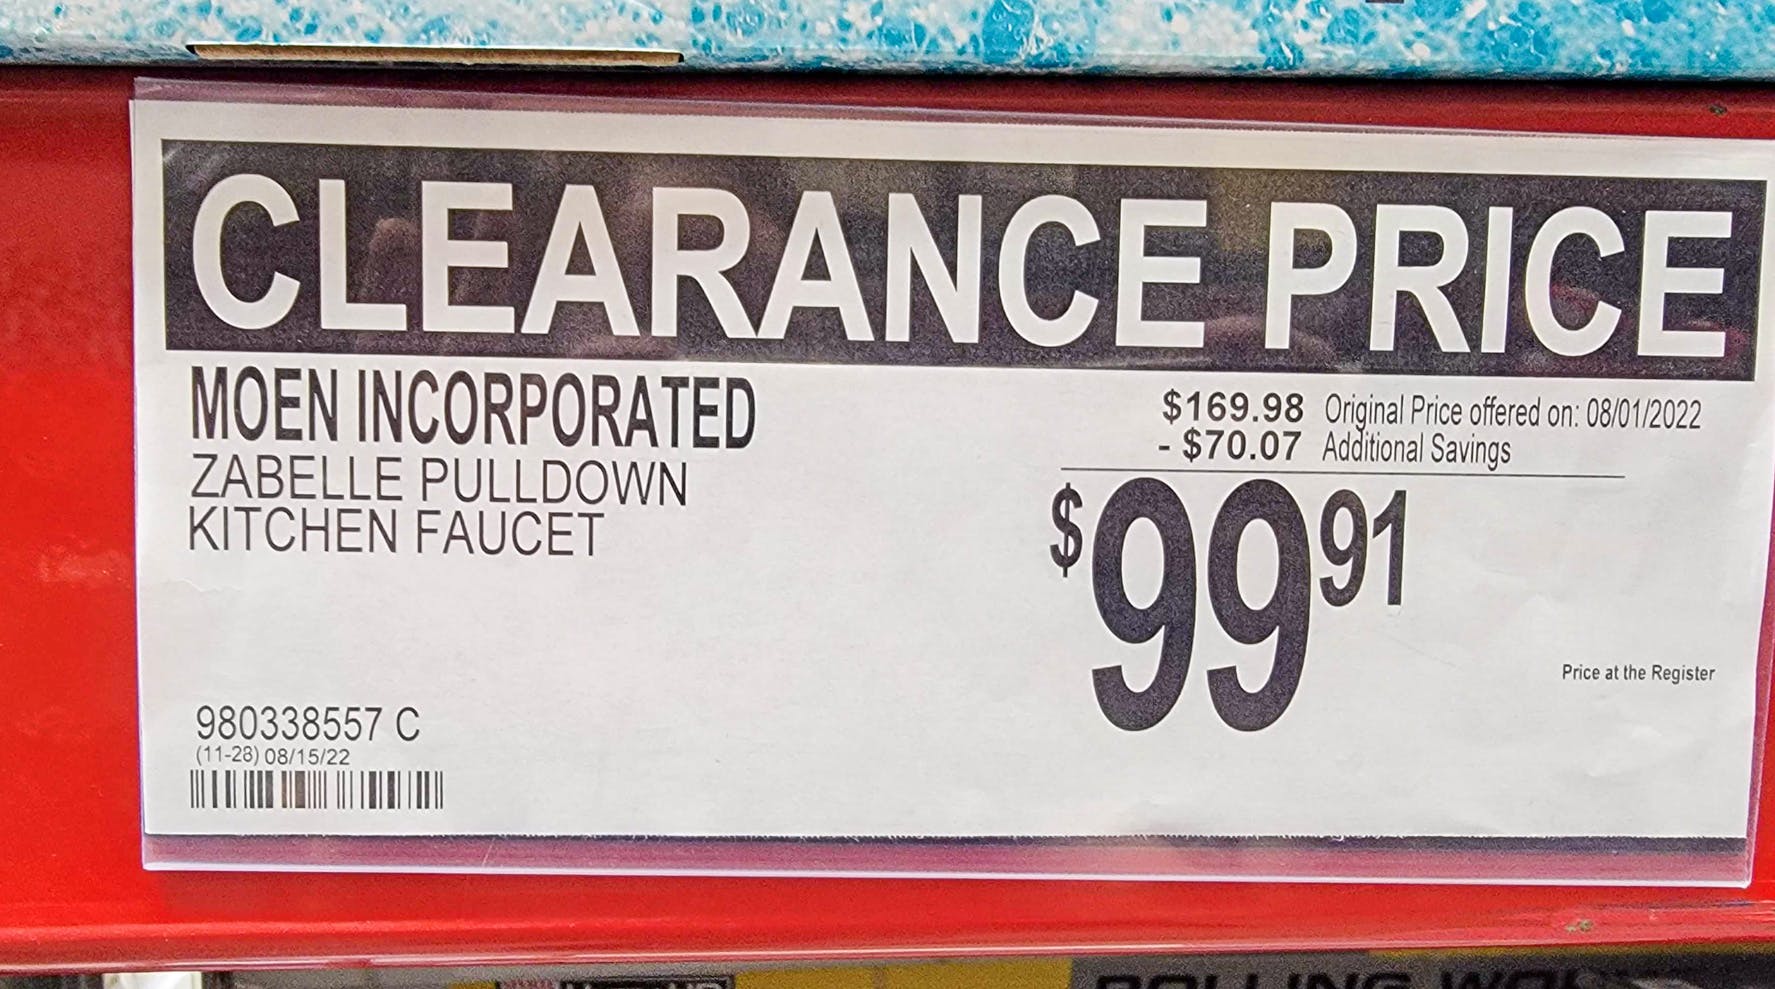 CLEARANCE PRICE
MOEN INCORPORATED
ZABELLE PULLDOWN
KITCHEN FAUCET
$169.98 Original Price offered on: 08/01/2022
- $70.07 Additional Savings
$99 91
Price at the Register
980338557 C
(11-28) 08/15/22
ROLLING